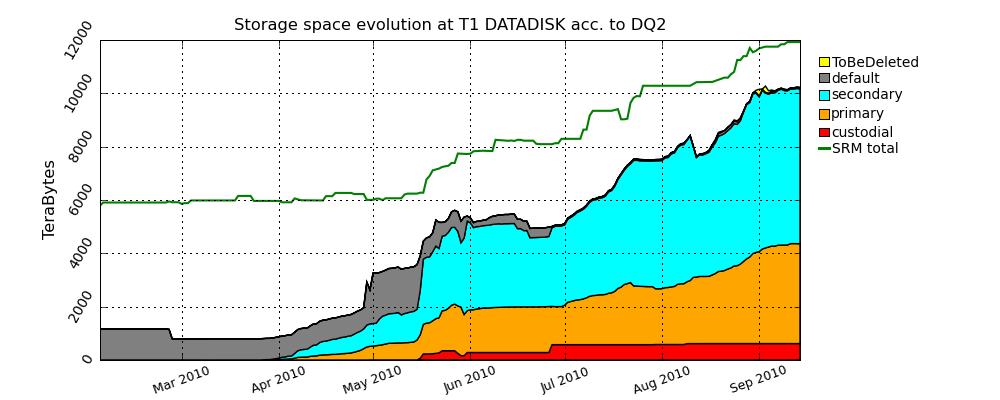 Storage space evolution at T1 DATADISK acc. to DQ2
12000
10000
8000
6000
4000
2000
0
TeraBytes
Mar 2010
Apr 2010
May 2010
Jun 2010
Jul 2010
Aug 2010
Sep 2010
ToBeDeleted
default
secondary
primary
custodial
SRM total